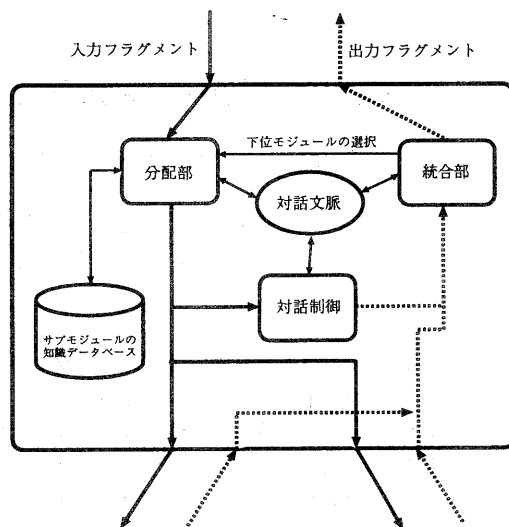 入力フラグメント
出力フラグメント
下位モジュールの選択
分配部
統合部
対話文脈
対話制御
サブモジュールの
知識データベース